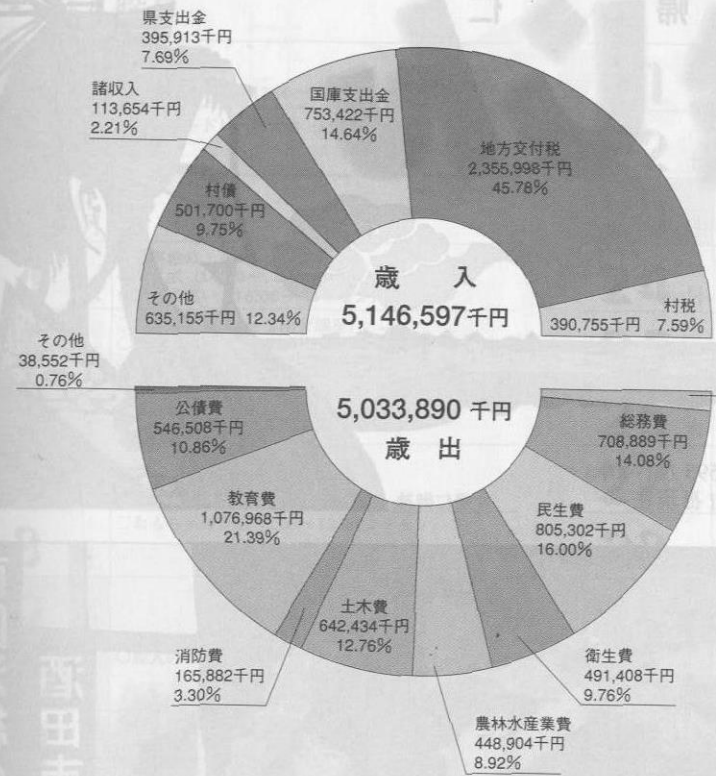 県支出金
395,913千円
7.69%
諸収入
113,654千円
2.21%
国庫支出金
753,422千円
14.64%
地方交付税
2,355,998千円
45.78%
村債
501,700千円
9.75%
その他
635,155千円 12.34%
歳 入
5,146,597千円
村税
390,755千円 7.59%
その他
38,552千円
0.76%
5,033,890 千円
歳 出
公債費
546,508千円
10.86%
総務費
708,889千円
14.08%
教育費
1,076,968千円
21.39%
民生費
805,302千円
16.00%
土木費
642,434千円
12.76%
消防費
165,882千円
3.30%
衛生費
491,408千円
9.76%
農林水産業費
448,904千円
8.92%